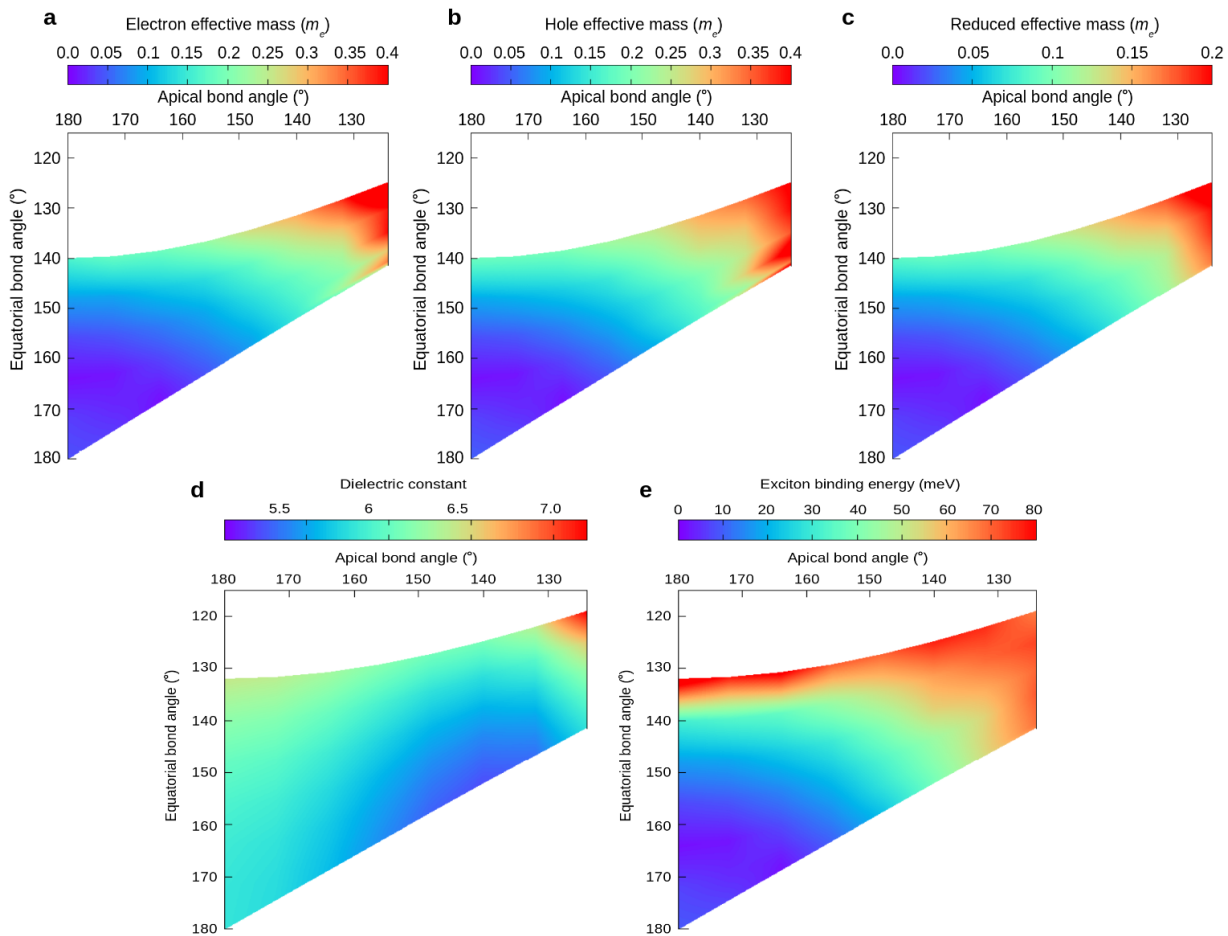 a
Electron effective mass (me)
0.0 0.05 0.1 0.15 0.2 0.25 0.3 0.35 0.4
Apical bond angle (°)
180 170 160 150 140 130
120
130
140
150
160
170
180
Equatorial bond angle (°)
b
Hole effective mass (me)
0.0 0.05 0.1 0.15 0.2 0.25 0.3 0.35 0.4
Apical bond angle (°)
180 170 160 150 140 130
120
130
140
150
160
170
180
Equatorial bond angle (°)
c
Reduced effective mass (me)
0.0 0.05 0.1 0.15 0.2
Apical bond angle (°)
180 170 160 150 140 130
120
130
140
150
160
170
180
Equatorial bond angle (°)
d
Dielectric constant
5.5 6 6.5 7.0
Apical bond angle (°)
180 170 160 150 140 130
120
130
140
150
160
170
180
Equatorial bond angle (°)
e
Exciton binding energy (meV)
0 10 20 30 40 50 60 70 80
Apical bond angle (°)
180 170 160 150 140 130
120
130
140
150
160
170
180
Equatorial bond angle (°)